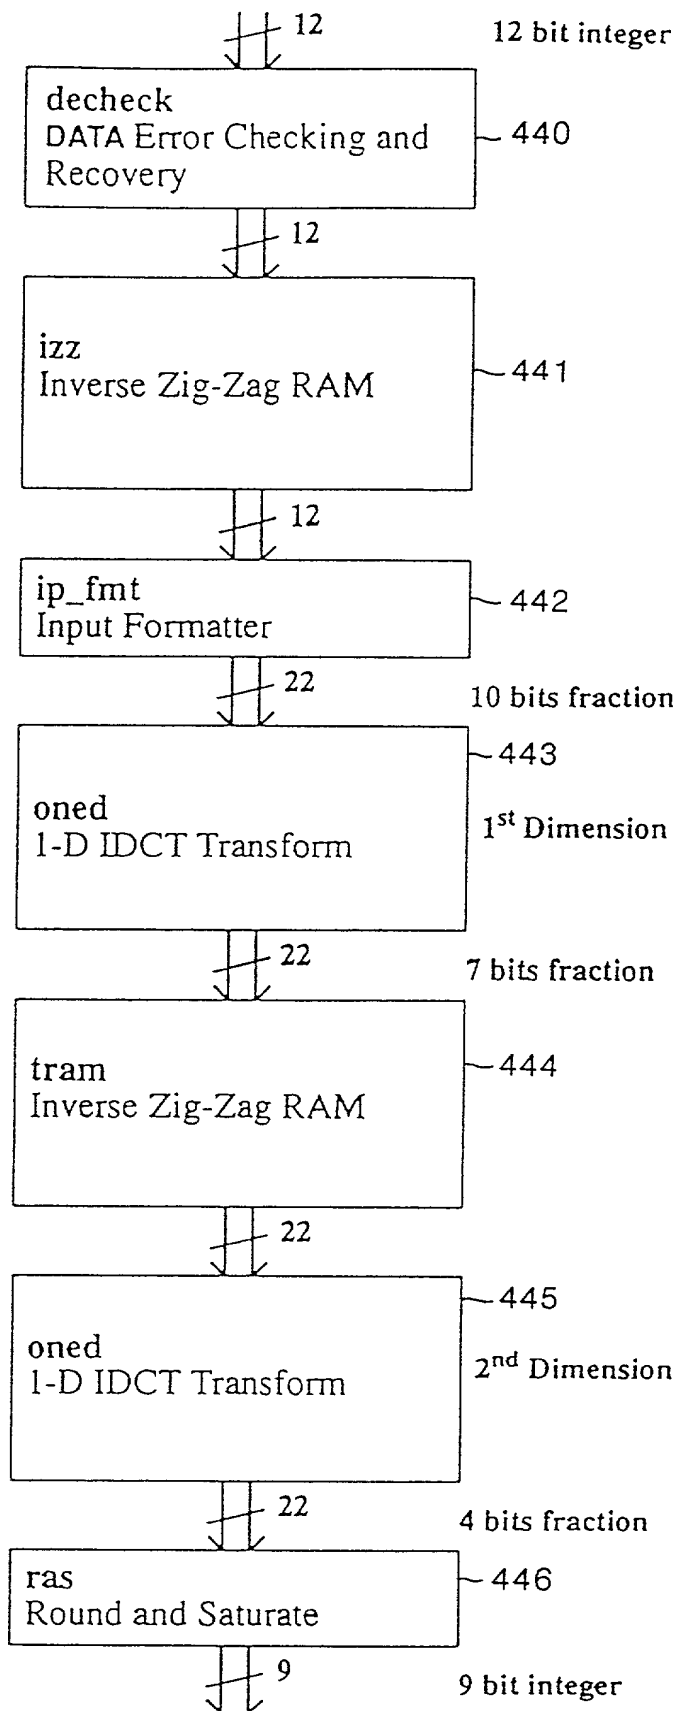 12
12 bit integer
decheck
DATA Error Checking and
Recovery
440
12
izz
Inverse Zig-Zag RAM
441
12
ip_fmt
Input Formatter
442
22
10 bits fraction
443
oned
1-D IDCT Transform
1st Dimension
22
7 bits fraction
tram
Inverse Zig-Zag RAM
444
22
445
oned
1-D IDCT Transform
2nd Dimension
22
4 bits fraction
ras
Round and Saturate
446
9
9 bit integer